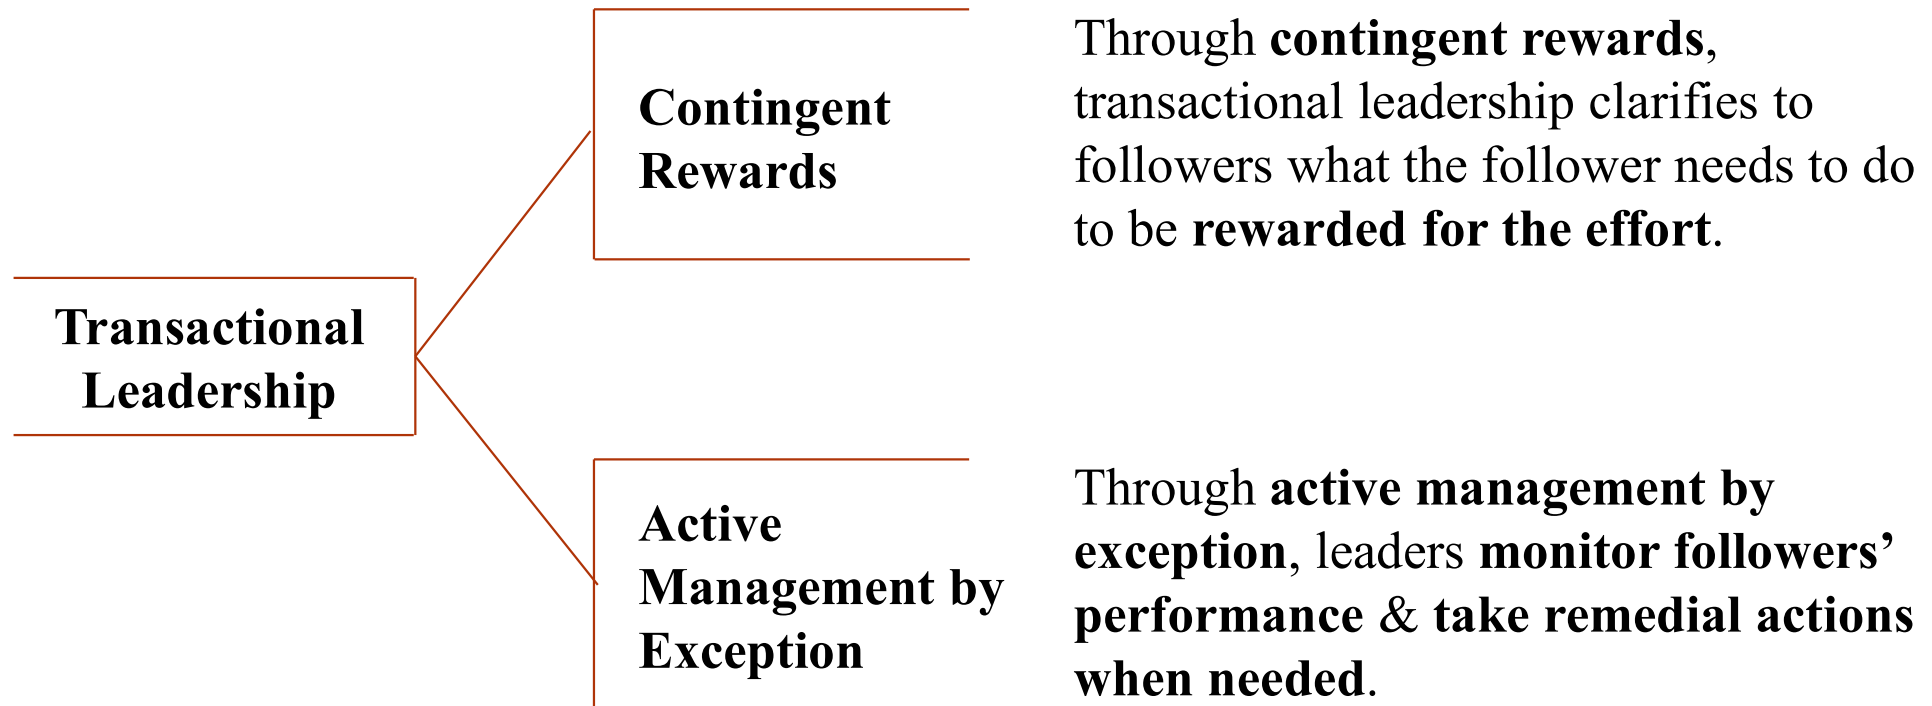 Transactional
Leadership
Contingent
Rewards
Through contingent rewards,
transactional leadership clarifies to
followers what the follower needs to do
to be rewarded for the effort.
Active
Management by
Exception
Through active management by
exception, leaders monitor followers’
performance & take remedial actions
when needed.